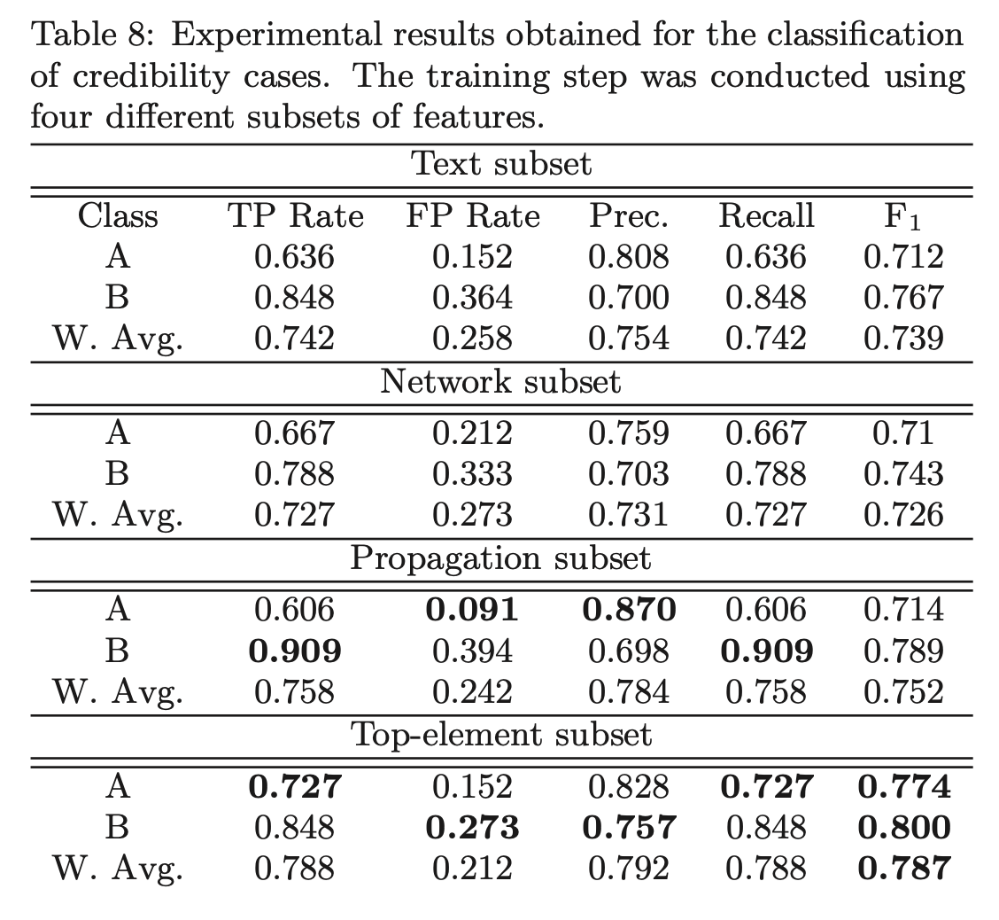 Table 8: Experimental results obtained for the classification
of credibility cases. The training step was conducted using
four different subsets of features.
Text subset
Class TP Rate FP Rate Prec. Recall F1
A 0.636 0.152 0.808 0.636 0.712
B 0.848 0.364 0.700 0.848 0.767
W. Avg. 0.742 0.258 0.754 0.742 0.739
Network subset
A 0.667 0.212 0.759 0.667 0.71
B 0.788 0.333 0.703 0.788 0.743
W. Avg. 0.727 0.273 0.731 0.727 0.726
Propagation subset
A 0.606 0.091 0.870 0.606 0.714
B 0.909 0.394 0.698 0.909 0.789
W. Avg. 0.758 0.242 0.784 0.758 0.752
Top-element subset
A 0.727 0.152 0.828 0.727 0.774
B 0.848 0.273 0.757 0.848 0.800
W. Avg. 0.788 0.212 0.792 0.788 0.787